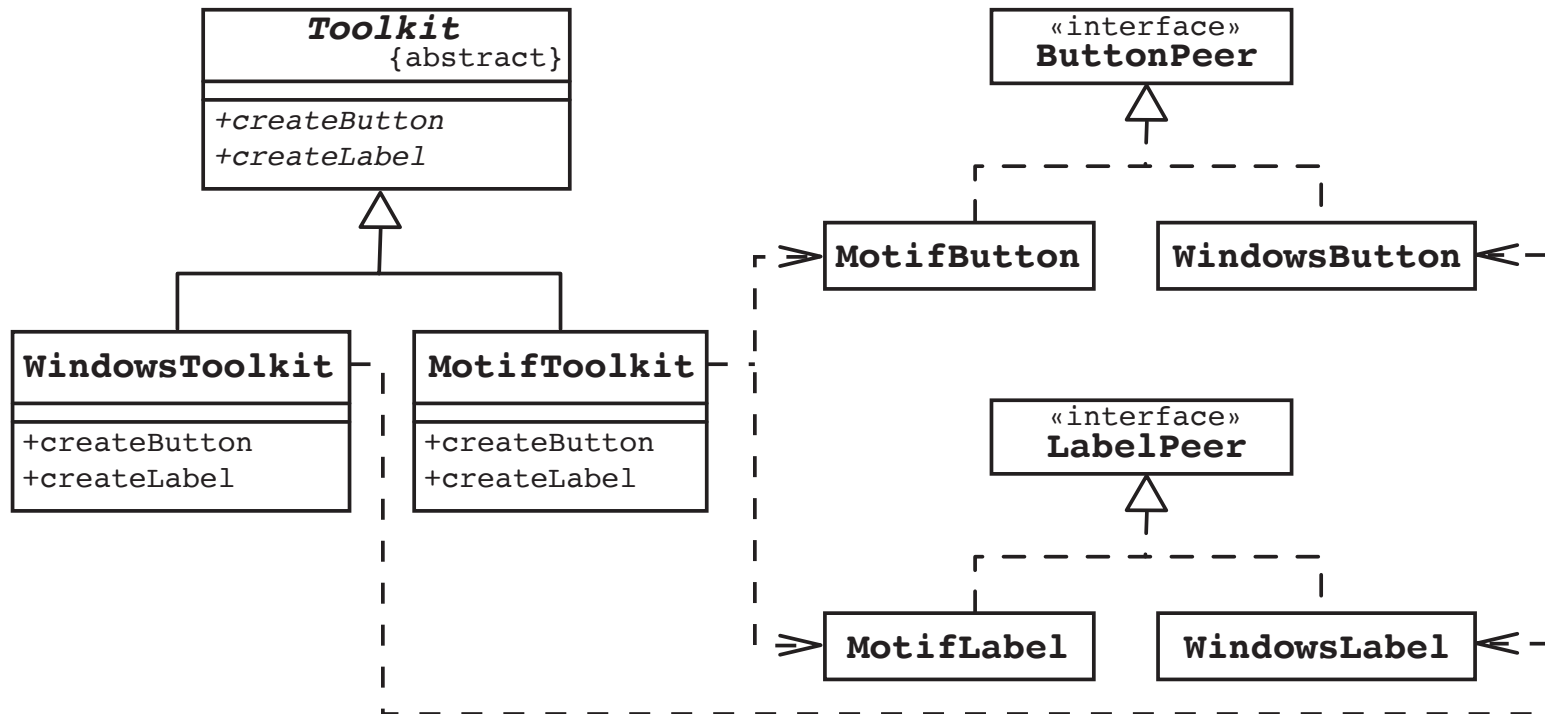 Toolkit
{abstract}
+createButton
+createLabel
«interface»
ButtonPeer
MotifButton
WindowsButton
WindowsToolkit
+createButton
+createLabel
MotifToolkit
+createButton
+createLabel
«interface»
LabelPeer
MotifLabel
WindowsLabel